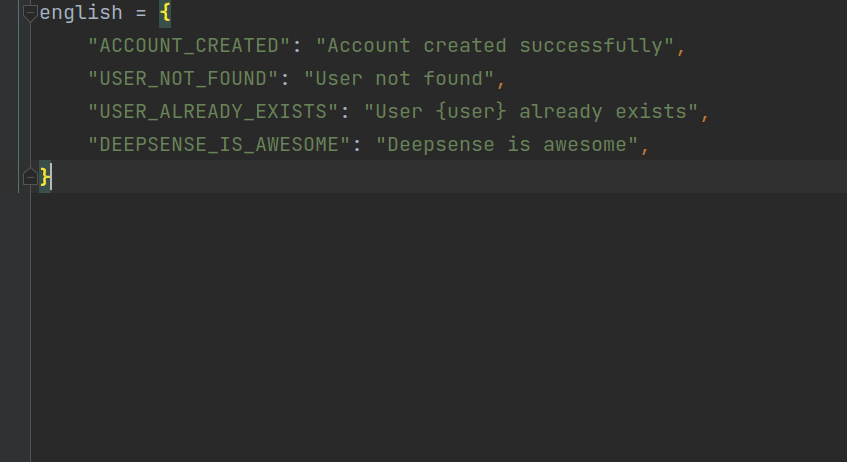 english = {
    "ACCOUNT_CREATED": "Account created successfully",
    "USER_NOT_FOUND": "User not found",
    "USER_ALREADY_EXISTS": "User {user} already exists",
    "DEEPSENSE_IS_AWESOME": "Deepsense is awesome",
}